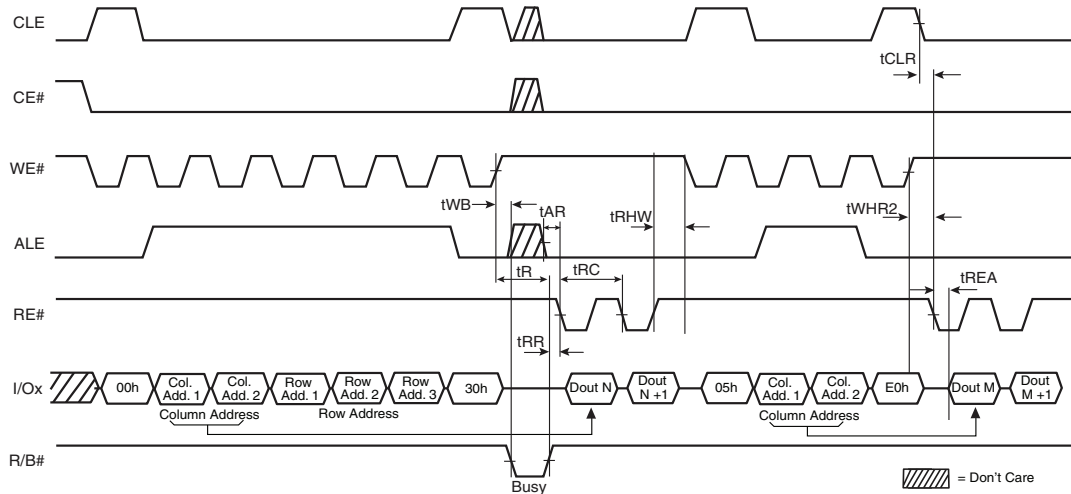 CLE
tCLR
CE#
WE#
tWB
tAR
tRHW
tWHR2
ALE
tR
tRC
tREA
RE#
tRR
I/Ox
00h
Col. Add. 1
Col. Add. 2
Row Add. 1
Row Add. 2
Row Add. 3
30h
Dout N
Dout N +1
05h
Col. Add. 1
Col. Add. 2
E0h
Dout M
Dout M +1
Column Address
Row Address
Column Address
R/B#
Busy
= Don't Care